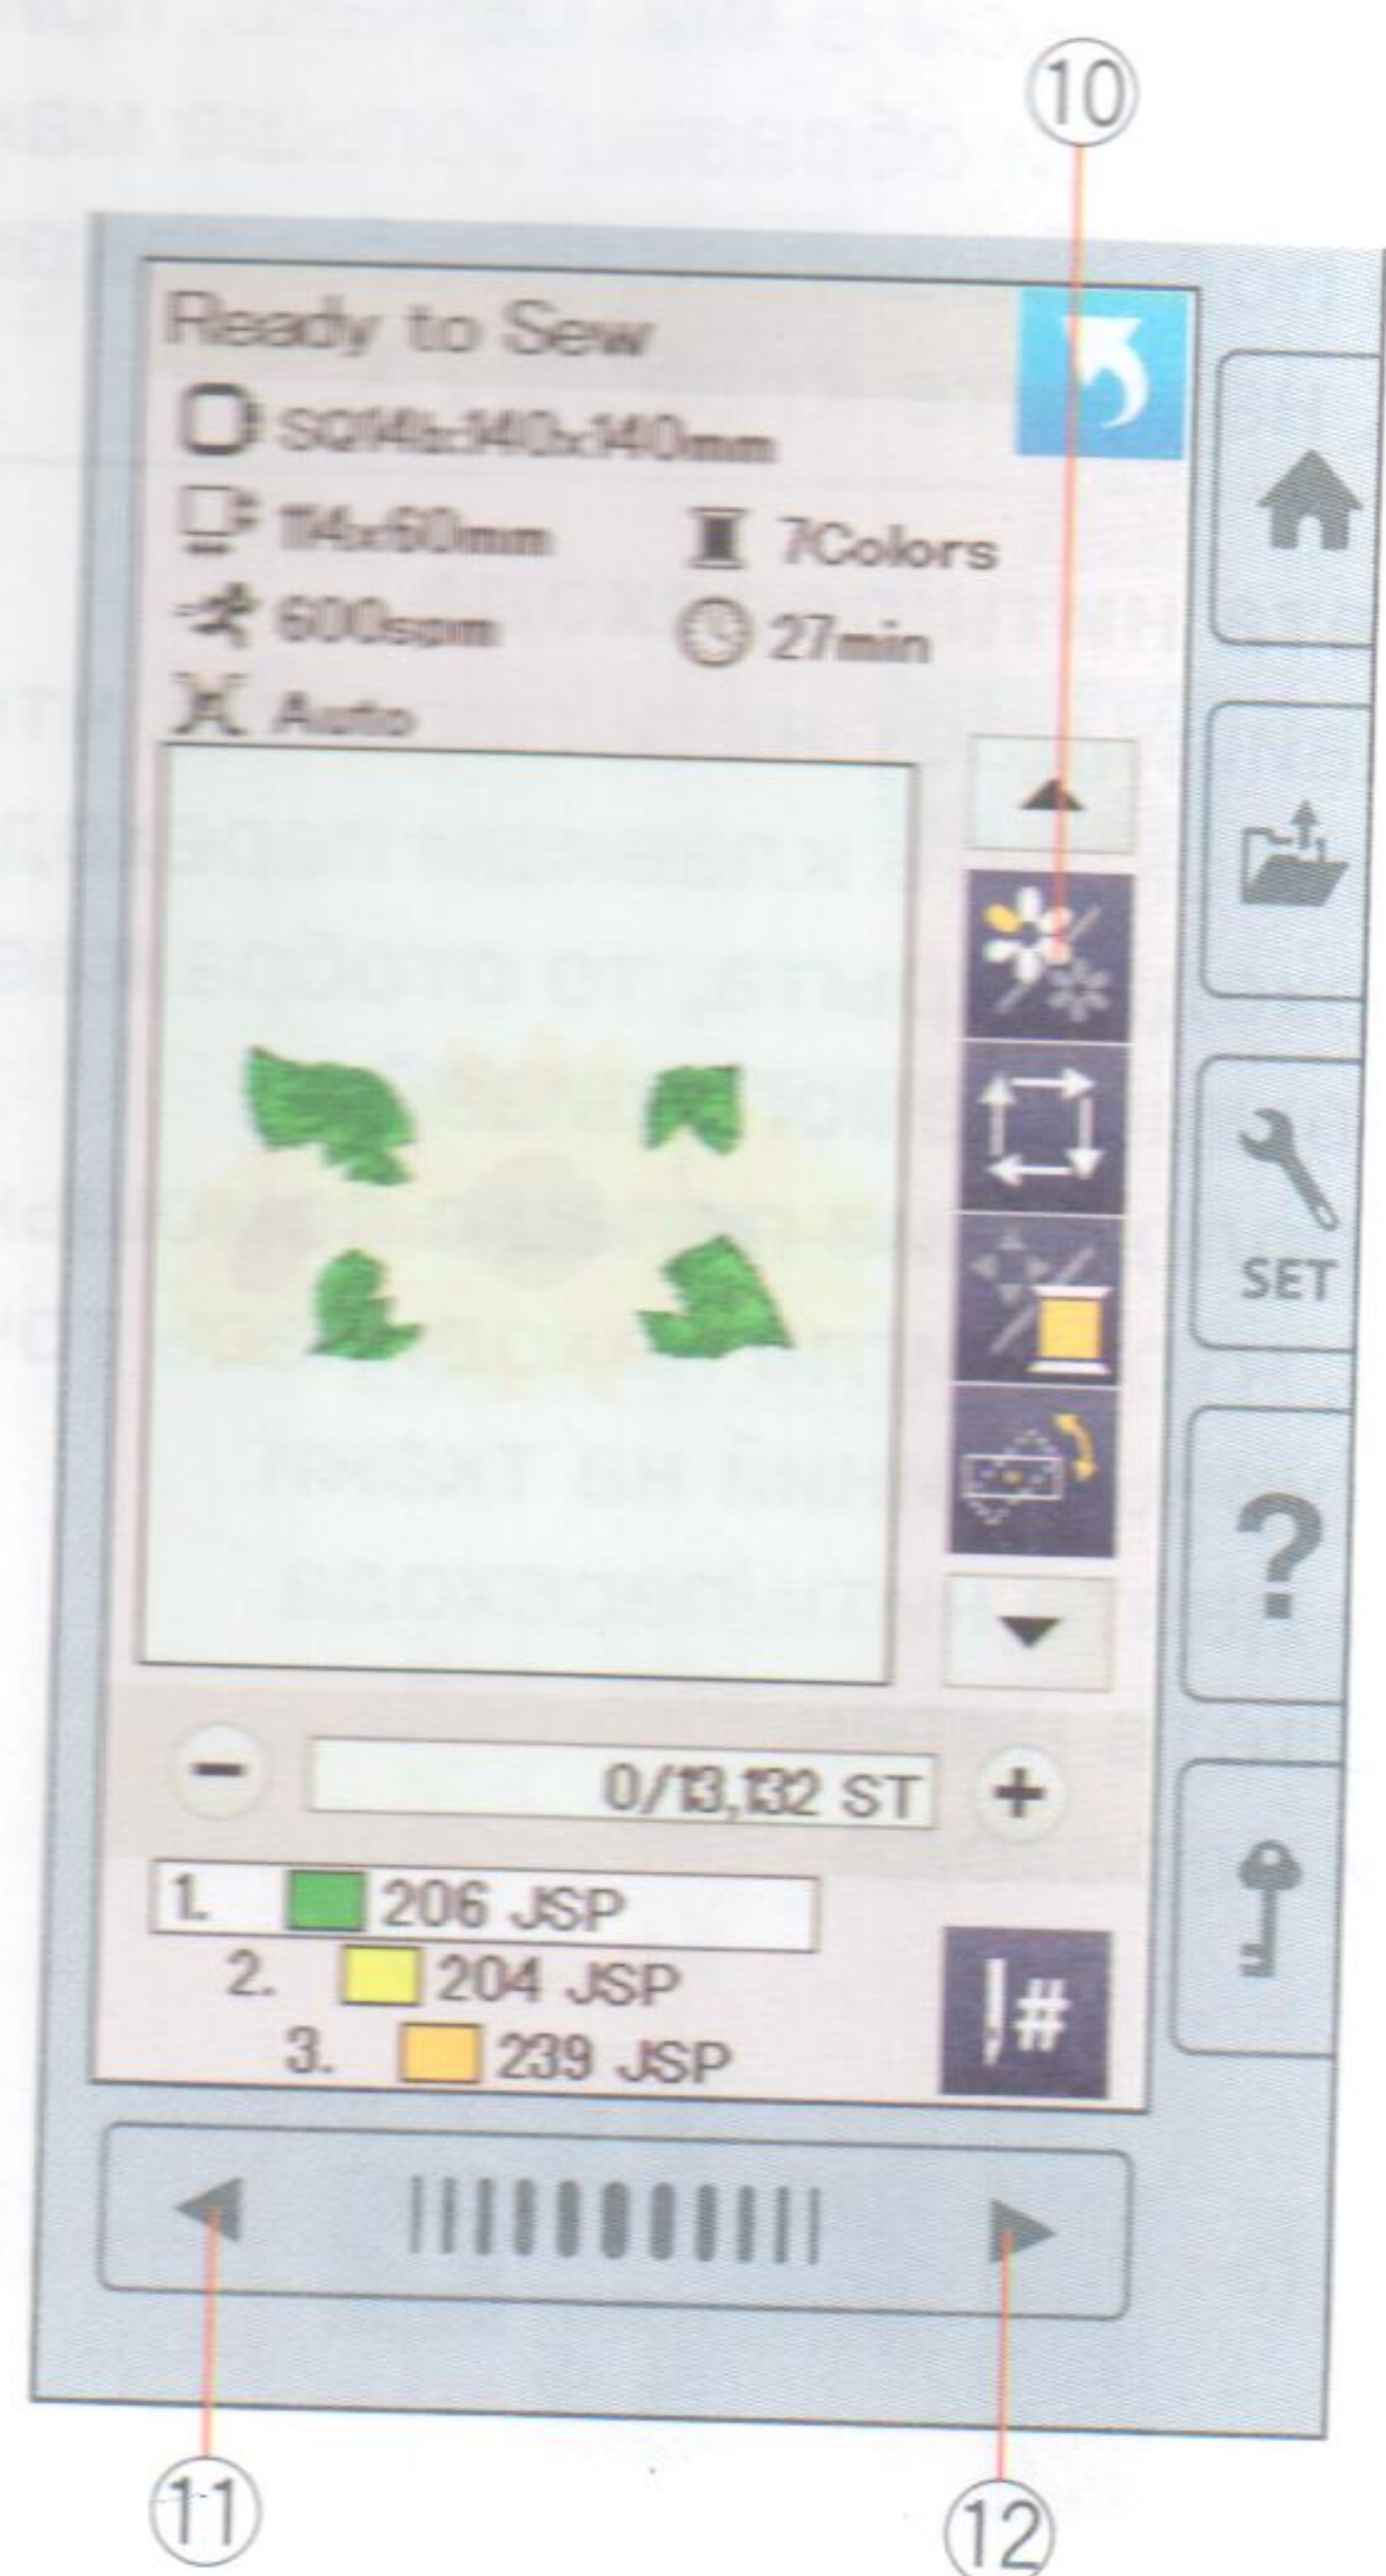 10
Ready to Sew
SQ14b:140x140mm
114x60mm 7Colors
600spm 27min
Auto
SET
?
- 0/13,132 ST +
1. 206 JSP
2. 204 JSP
3. 239 JSP
#
11 12